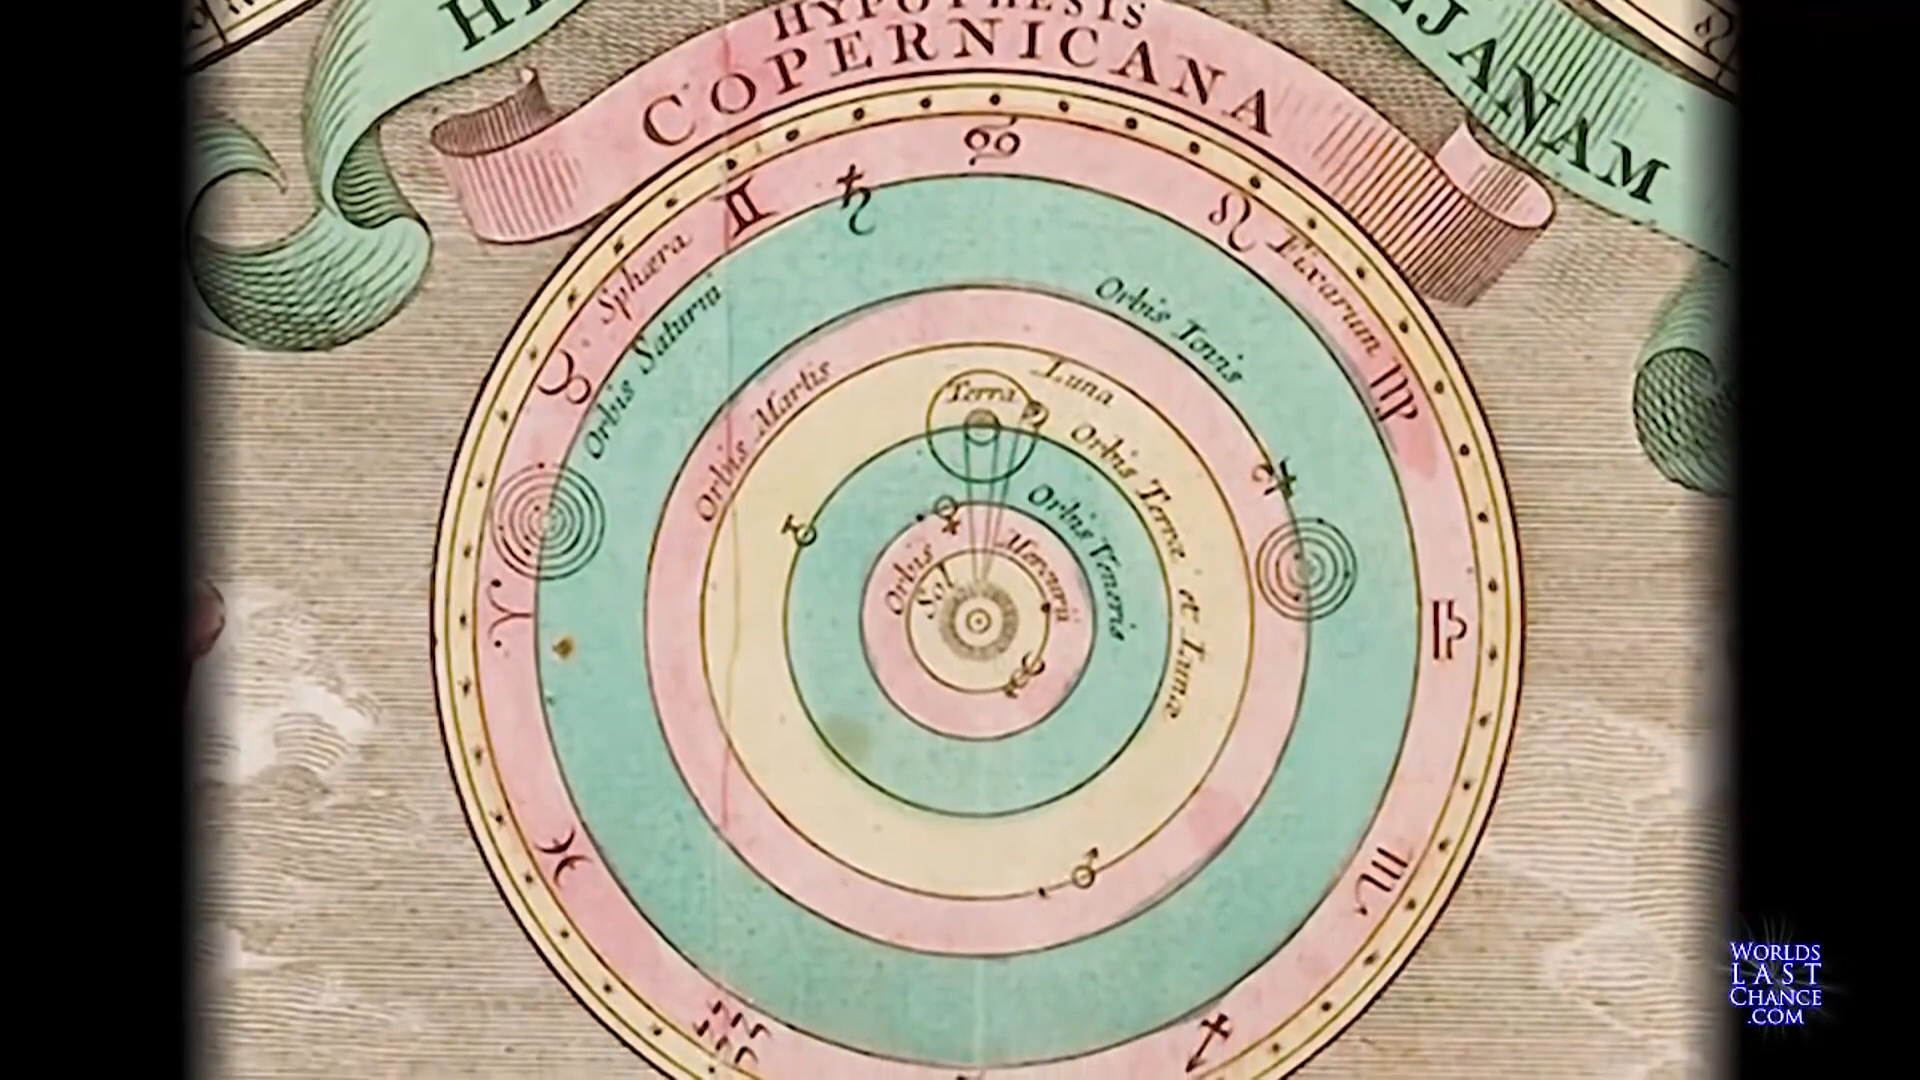 HYPOTHESIS
COPERNICANA
EJANAM
Sphæra
Fixarum
Orbis Saturni
Orbis Iovis
Orbis Martis
Luna
Terra
Orbis Terræ et Lunæ
Orbis Veneris
Orbis Mercurii
Sol
WORLDS
LAST
CHANCE
.COM